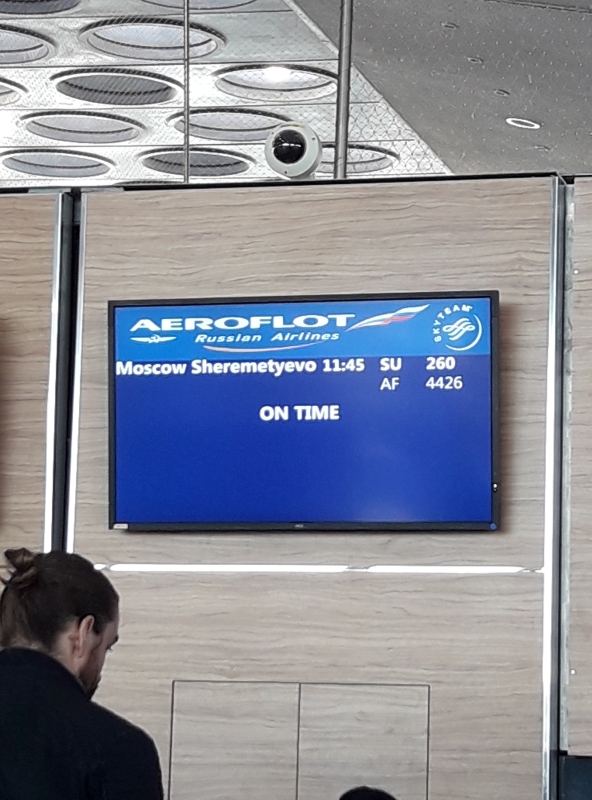 AEROFLOT
Russian Airlines
SKYTEAM
Moscow Sheremetyevo 11:45 SU 260
AF 4426
ON TIME